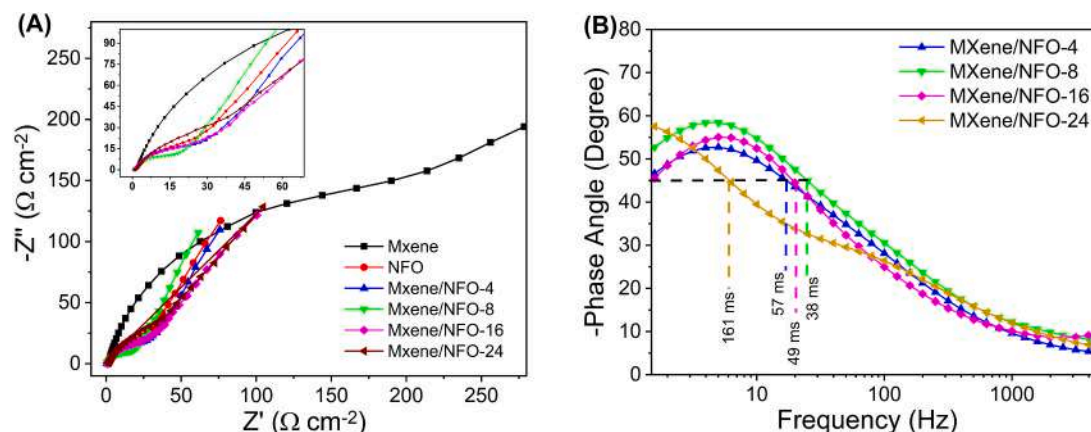 (A)
-Z" (Ω cm-2)
250
200
150
100
50
0
90
75
60
45
30
15
0
0 15 30 45 60
Mxene
NFO
Mxene/NFO-4
Mxene/NFO-8
Mxene/NFO-16
Mxene/NFO-24
0 50 100 150 200 250
Z' (Ω cm-2)
(B)
-Phase Angle (Degree)
80
70
60
50
40
30
20
10
0
MXene/NFO-4
MXene/NFO-8
MXene/NFO-16
MXene/NFO-24
161 ms
57 ms
49 ms
38 ms
10 100 1000
Frequency (Hz)